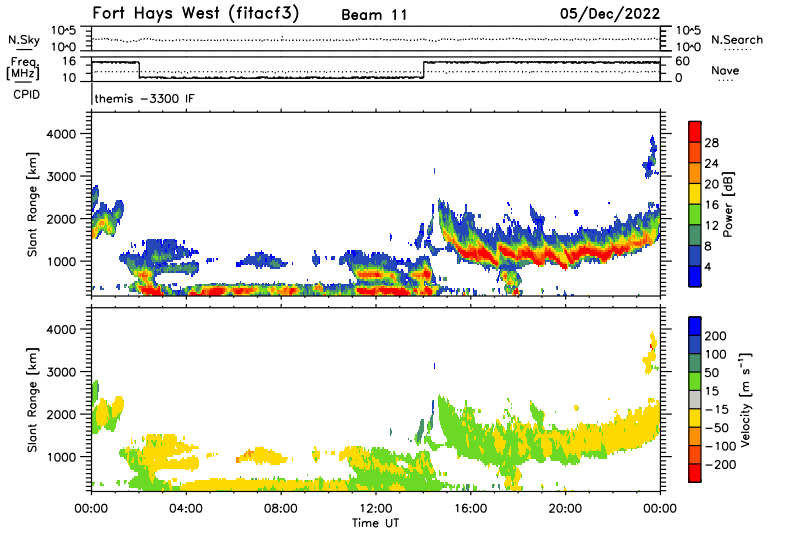 Fort Hays West (fitacf3) Beam 11 05/Dec/2022
N.Sky 10^5 10^0 10^5 10^0 N.Search
Freq. [MHz] 16 10 60 0 Nave
CPID themis -3300 IF
Slant Range [km]
4000
3000
2000
1000
28
24
20
16
12
8
4
Power [dB]
Slant Range [km]
4000
3000
2000
1000
200
100
50
15
-15
-50
-100
-200
Velocity [m s^-1]
00:00 04:00 08:00 12:00 16:00 20:00 00:00
Time UT